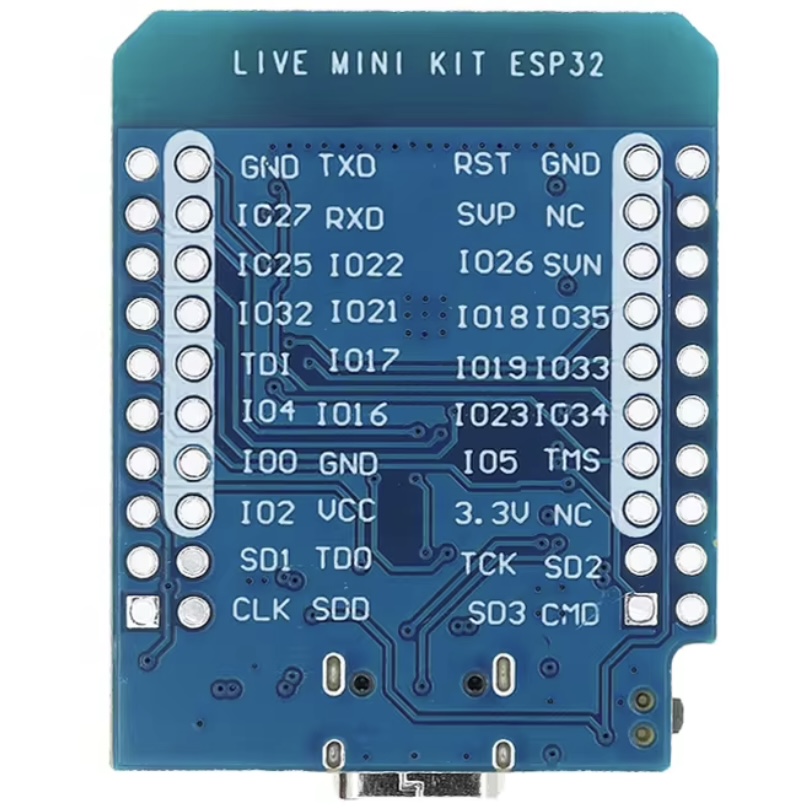 LIVE MINI KIT ESP32
GND TXD RST GND
IO27 RXD SVP NC
IO25 IO22 IO26 SVN
IO32 IO21 IO18 IO35
TDI IO17 IO19 IO33
IO4 IO16 IO23 IO34
IO0 GND IO5 TMS
IO2 VCC 3.3V NC
SD1 TDO TCK SD2
CLK SDD SD3 CMD